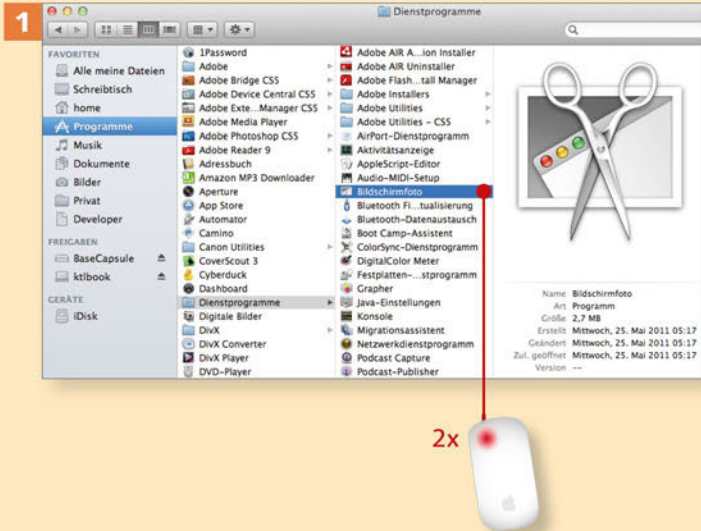 1
Dienstprogramme
FAVORITEN
Alle meine Dateien
Schreibtisch
home
Programme
Musik
Dokumente
Bilder
Privat
Developer
FREIGABEN
BaseCapsule
ktlbook
GERÄTE
iDisk
1Password
Adobe
Adobe Bridge CS5
Adobe Device Central CS5
Adobe Exte...Manager CS5
Adobe Media Player
Adobe Photoshop CS5
Adobe Reader 9
Adressbuch
Amazon MP3 Downloader
Aperture
App Store
Automator
Camino
Canon Utilities
CoverScout 3
Cyberduck
Dashboard
Dienstprogramme
Digitale Bilder
DivX
DivX Converter
DivX Player
DVD-Player
Adobe AIR A...ion Installer
Adobe AIR Uninstaller
Adobe Flash...tall Manager
Adobe Installers
Adobe Utilities
Adobe Utilities - CS5
AirPort-Dienstprogramm
Aktivitätsanzeige
AppleScript-Editor
Audio-MIDI-Setup
Bildschirmfoto
Bluetooth Fi...tualisierung
Bluetooth-Datenaustausch
Boot Camp-Assistent
ColorSync-Dienstprogramm
DigitalColor Meter
Festplatten-...stprogramm
Grapher
Java-Einstellungen
Konsole
Migrationsassistent
Netzwerkdienstprogramm
Podcast Capture
Podcast-Publisher
Name Bildschirmfoto
Art Programm
Größe 2,7 MB
Erstellt Mittwoch, 25. Mai 2011 05:17
Geändert Mittwoch, 25. Mai 2011 05:17
Zul. geöffnet Mittwoch, 25. Mai 2011 05:17
Version --
2x